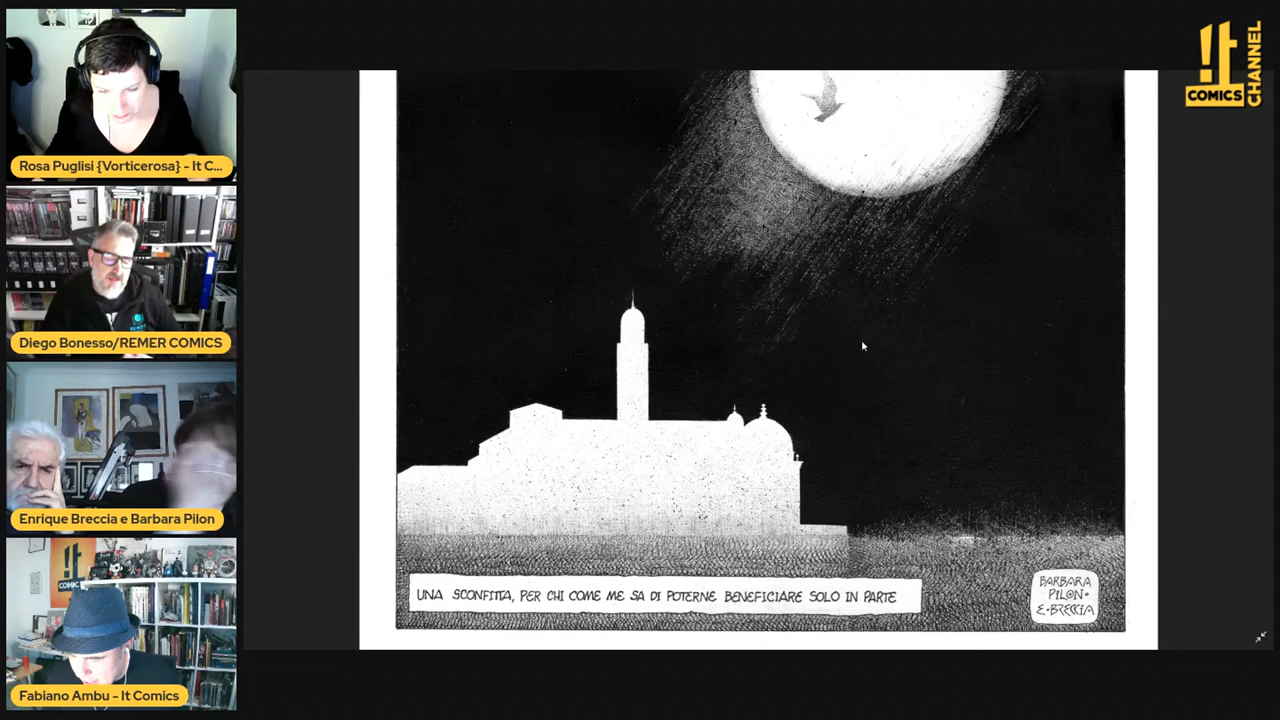 Rosa Puglisi {Vorticerosa} - It C...
Diego Bonesso/REMER COMICS
Enrique Breccia e Barbara Pilon
Fabiano Ambu - It Comics
!t
COMICS
CHANNEL
UNA SCONFITTA, PER CHI COME ME SA DI POTERNE BENEFICIARE SOLO IN PARTE
BARBARA
PILON•
E•BRECCIA
!t
COMIC